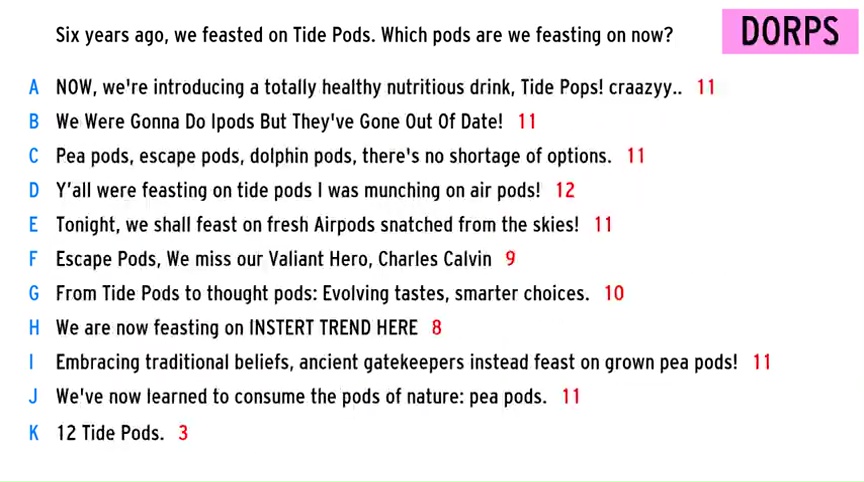 Six years ago, we feasted on Tide Pods. Which pods are we feasting on now?
DORPS
A NOW, we're introducing a totally healthy nutritious drink, Tide Pops! craazyy.. 11
B We Were Gonna Do Ipods But They've Gone Out Of Date! 11
C Pea pods, escape pods, dolphin pods, there's no shortage of options. 11
D Y'all were feasting on tide pods I was munching on air pods! 12
E Tonight, we shall feast on fresh Airpods snatched from the skies! 11
F Escape Pods, We miss our Valiant Hero, Charles Calvin 9
G From Tide Pods to thought pods: Evolving tastes, smarter choices. 10
H We are now feasting on INSTERT TREND HERE 8
I Embracing traditional beliefs, ancient gatekeepers instead feast on grown pea pods! 11
J We've now learned to consume the pods of nature: pea pods. 11
K 12 Tide Pods. 3